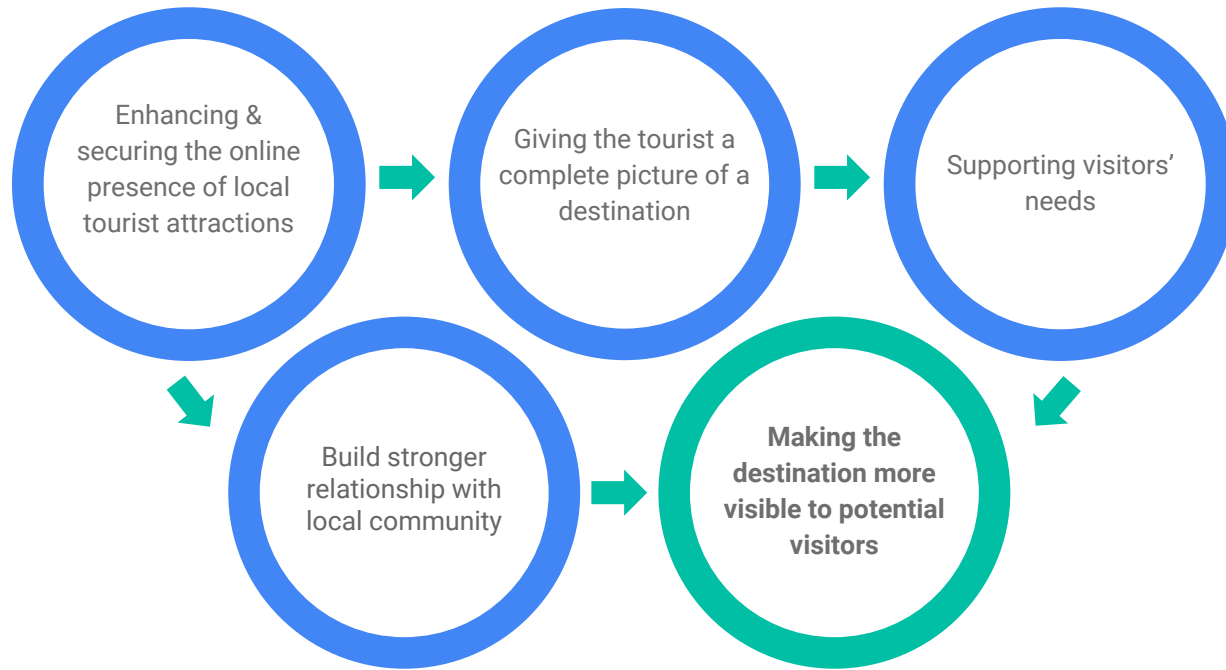 Enhancing &
securing the online
presence of local
tourist attractions
Giving the tourist a
complete picture of a
destination
Supporting visitors’
needs
Build stronger
relationship with
local community
Making the
destination more
visible to potential
visitors